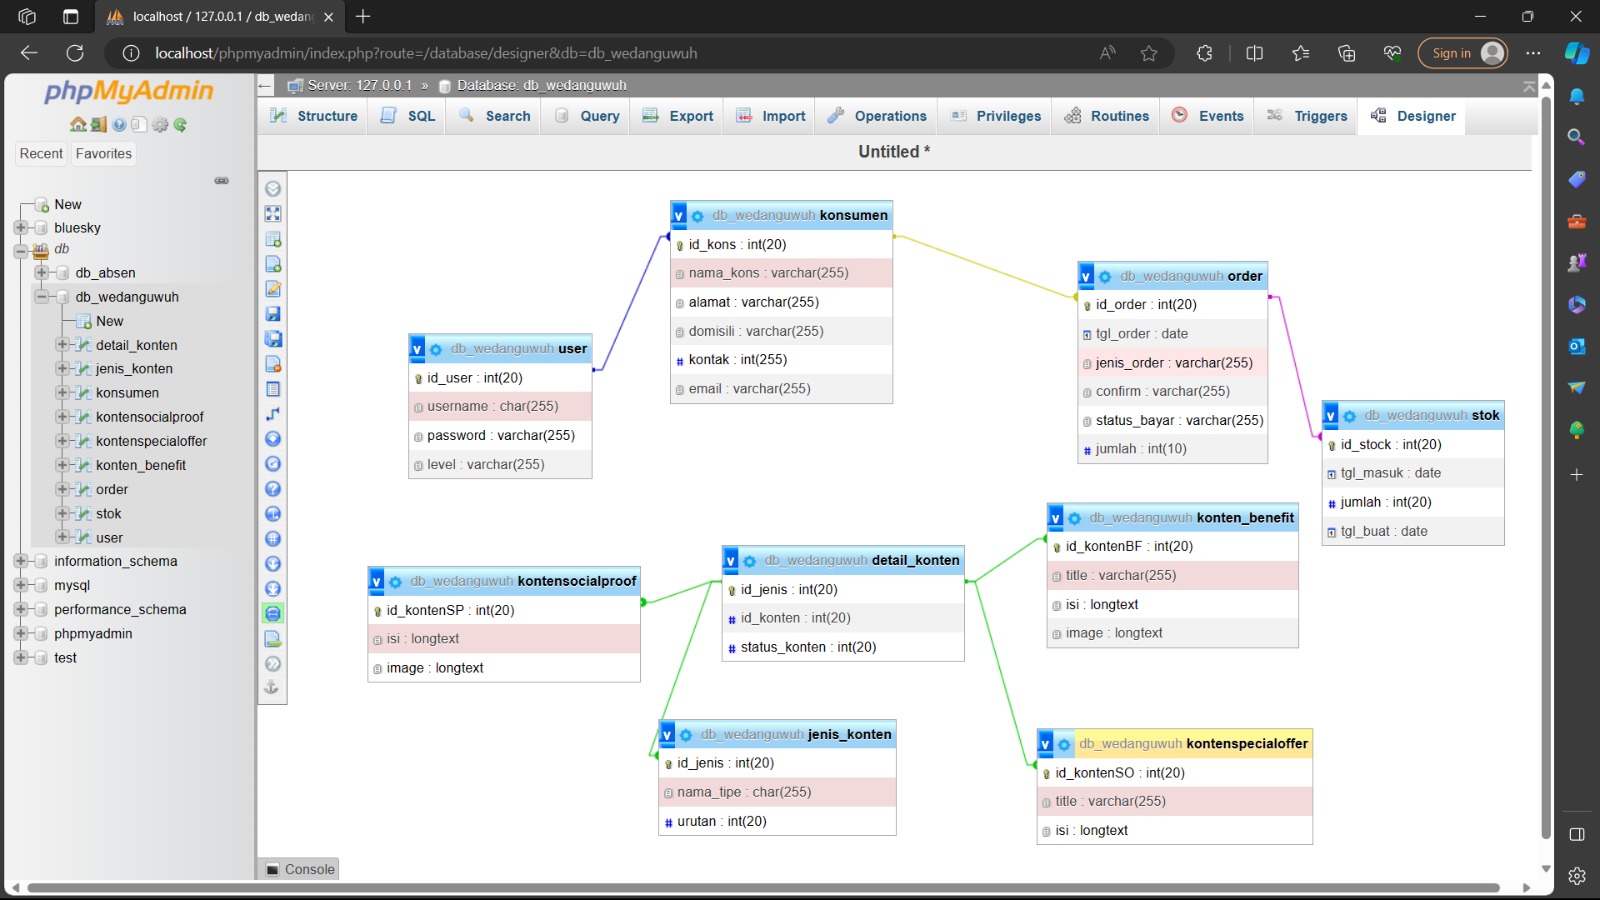 localhost / 127.0.0.1 / db_wedan
localhost/phpmyadmin/index.php?route=/database/designer&db=db_wedanguwuh
Sign in
phpMyAdmin
Server: 127.0.0.1 » Database: db_wedanguwuh
Structure SQL Search Query Export Import Operations Privileges Routines Events Triggers Designer
Untitled *
Recent Favorites
New
bluesky
db
db_absen
db_wedanguwuh
New
detail_konten
jenis_konten
konsumen
kontensocialproof
kontenspecialoffer
konten_benefit
order
stok
user
information_schema
mysql
performance_schema
phpmyadmin
test
v db_wedanguwuh konsumen
id_kons : int(20)
nama_kons : varchar(255)
alamat : varchar(255)
domisili : varchar(255)
# kontak : int(255)
email : varchar(255)
v db_wedanguwuh order
id_order : int(20)
tgl_order : date
jenis_order : varchar(255)
confirm : varchar(255)
status_bayar : varchar(255)
# jumlah : int(10)
v db_wedanguwuh user
id_user : int(20)
username : char(255)
password : varchar(255)
level : varchar(255)
v db_wedanguwuh stok
id_stock : int(20)
tgl_masuk : date
# jumlah : int(20)
tgl_buat : date
v db_wedanguwuh konten_benefit
id_kontenBF : int(20)
title : varchar(255)
isi : longtext
image : longtext
v db_wedanguwuh detail_konten
id_jenis : int(20)
# id_konten : int(20)
# status_konten : int(20)
v db_wedanguwuh kontensocialproof
id_kontenSP : int(20)
isi : longtext
image : longtext
v db_wedanguwuh jenis_konten
id_jenis : int(20)
nama_tipe : char(255)
# urutan : int(20)
v db_wedanguwuh kontenspecialoffer
id_kontenSO : int(20)
title : varchar(255)
isi : longtext
Console